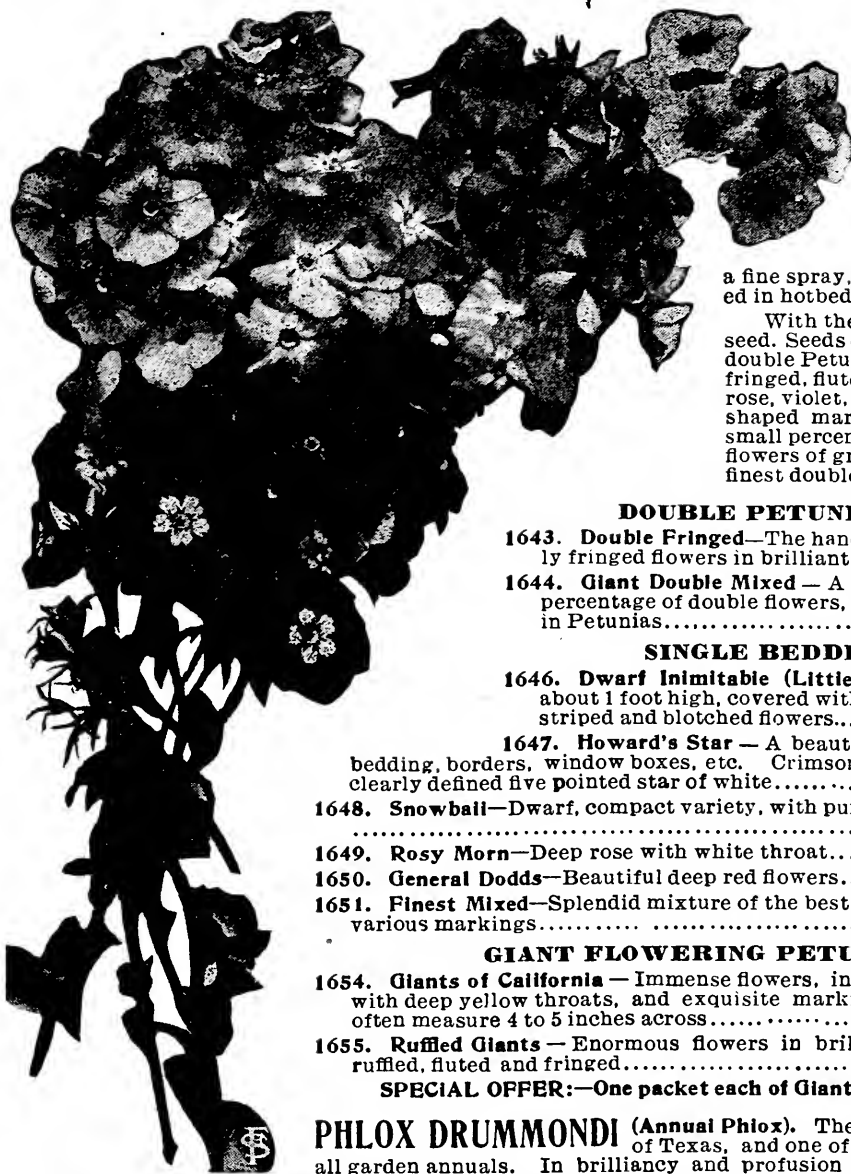 a fine spray,
ed in hotbed
With the
seed. Seeds
double Petu
fringed, flut
rose, violet,
shaped mar
small percen
flowers of gr
finest double
DOUBLE PETUNI
1643. Double Fringed—The han
ly fringed flowers in brilliant
1644. Giant Double Mixed — A
percentage of double flowers,
in Petunias....................
SINGLE BEDDI
1646. Dwarf Inimitable (Little
about 1 foot high, covered with
striped and blotched flowers...
1647. Howard's Star — A beaut
bedding, borders, window boxes, etc. Crimson
clearly defined five pointed star of white..........
1648. Snowball—Dwarf, compact variety, with pur
............................................................
1649. Rosy Morn—Deep rose with white throat...
1650. General Dodds—Beautiful deep red flowers.
1651. Finest Mixed—Splendid mixture of the best
various markings........... ......................
GIANT FLOWERING PETU
1654. Giants of California — Immense flowers, in
with deep yellow throats, and exquisite mark
often measure 4 to 5 inches across.................
1655. Ruffled Giants — Enormous flowers in bril
ruffled, fluted and fringed.........................
SPECIAL OFFER:—One packet each of Giant
PHLOX DRUMMONDI (Annual Phlox). The
of Texas, and one of
all garden annuals. In brilliancy and profusion